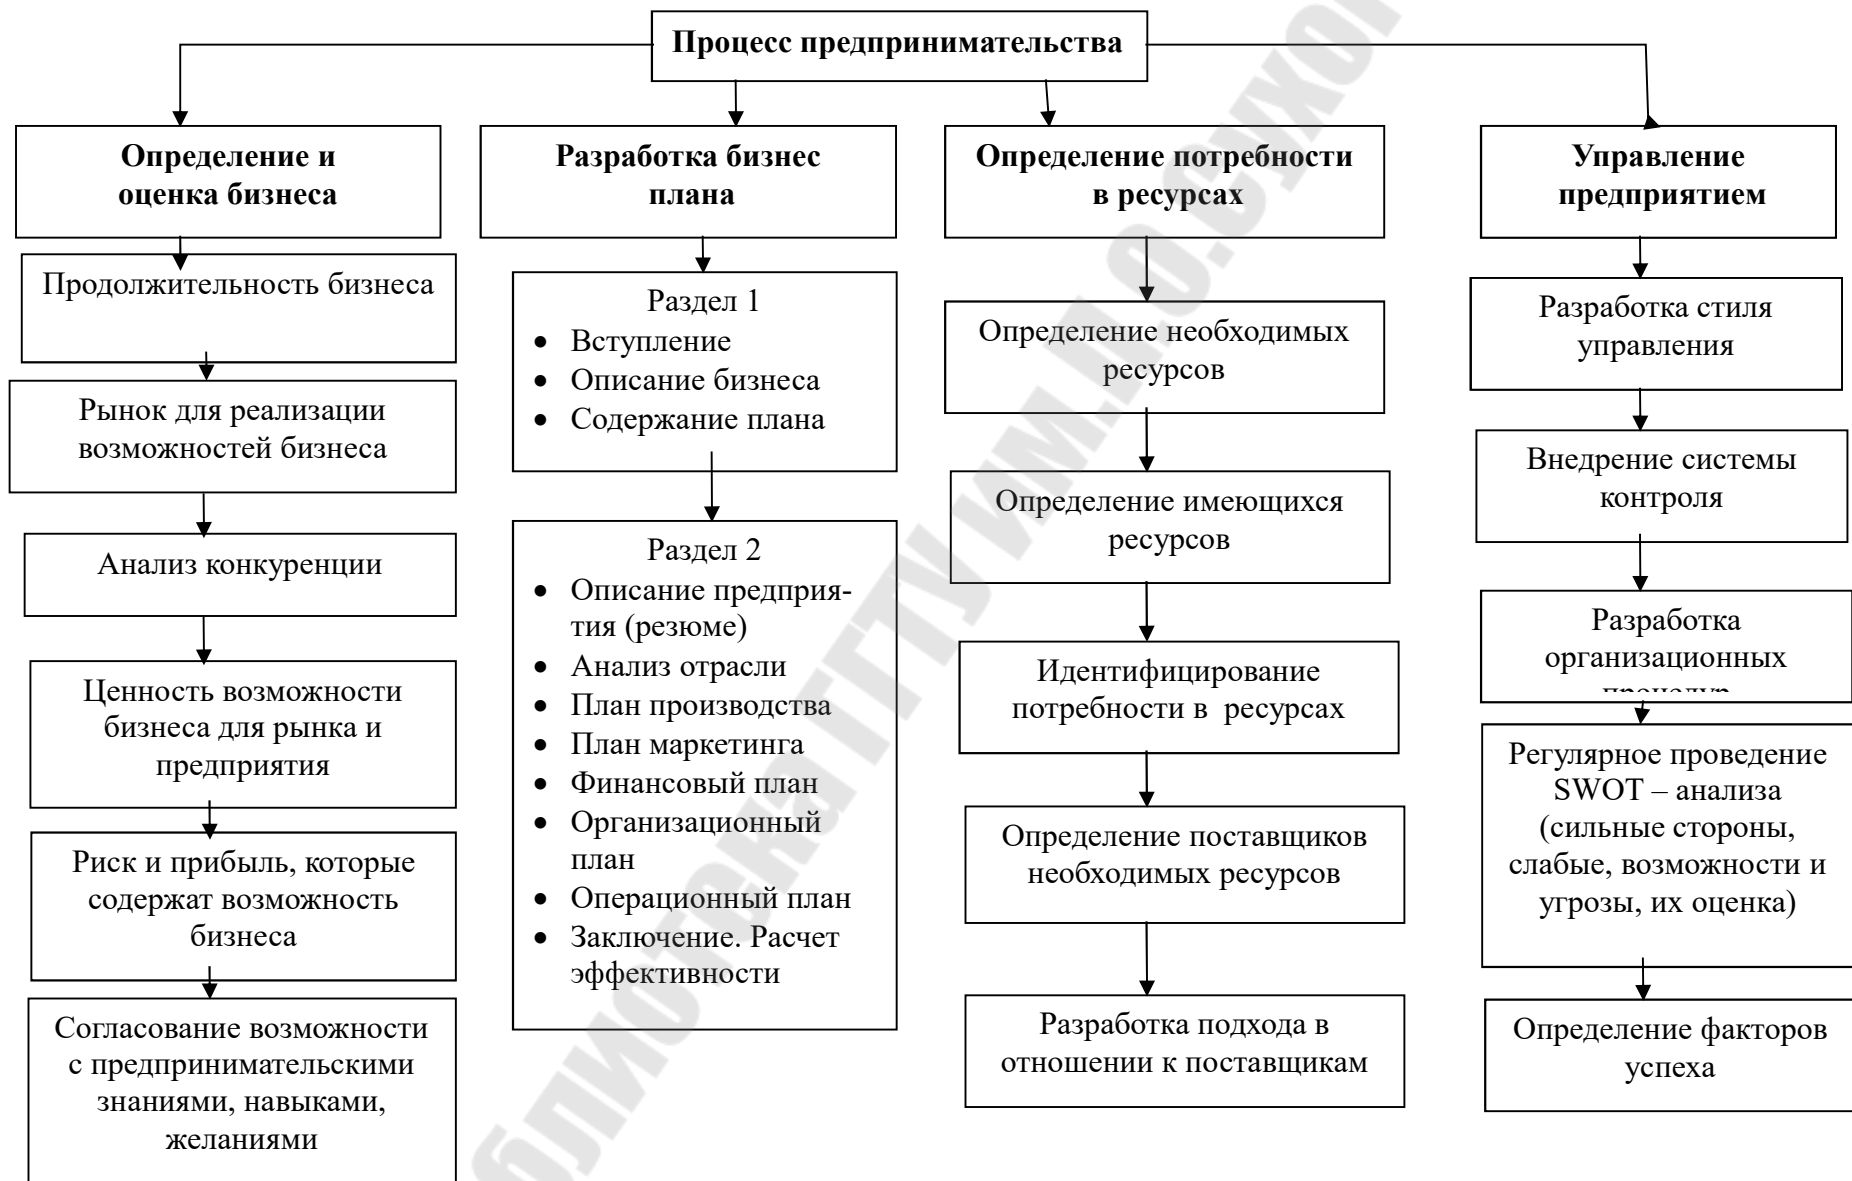 Процесс предпринимательства
Определение и
оценка бизнеса
Продолжительность бизнеса
Рынок для реализации
возможностей бизнеса
Анализ конкуренции
Ценность возможности
бизнеса для рынка и
предприятия
Риск и прибыль, которые
содержат возможность
бизнеса
Согласование возможности
с предпринимательскими
знаниями, навыками,
желаниями
Разработка бизнес
плана
Раздел 1
• Вступление
• Описание бизнеса
• Содержание плана
Раздел 2
• Описание предприя-
тия (резюме)
• Анализ отрасли
• План производства
• План маркетинга
• Финансовый план
• Организационный
план
• Операционный план
• Заключение. Расчет
эффективности
Определение потребности
в ресурсах
Определение необходимых
ресурсов
Определение имеющихся
ресурсов
Идентифицирование
потребности в ресурсах
Определение поставщиков
необходимых ресурсов
Разработка подхода в
отношении к поставщикам
Управление
предприятием
Разработка стиля
управления
Внедрение системы
контроля
Разработка
организационных
процедур
Регулярное проведение
SWOT – анализа
(сильные стороны,
слабые, возможности и
угрозы, их оценка)
Определение факторов
успеха
блиотека ГГТУ им.П.О.Сухог